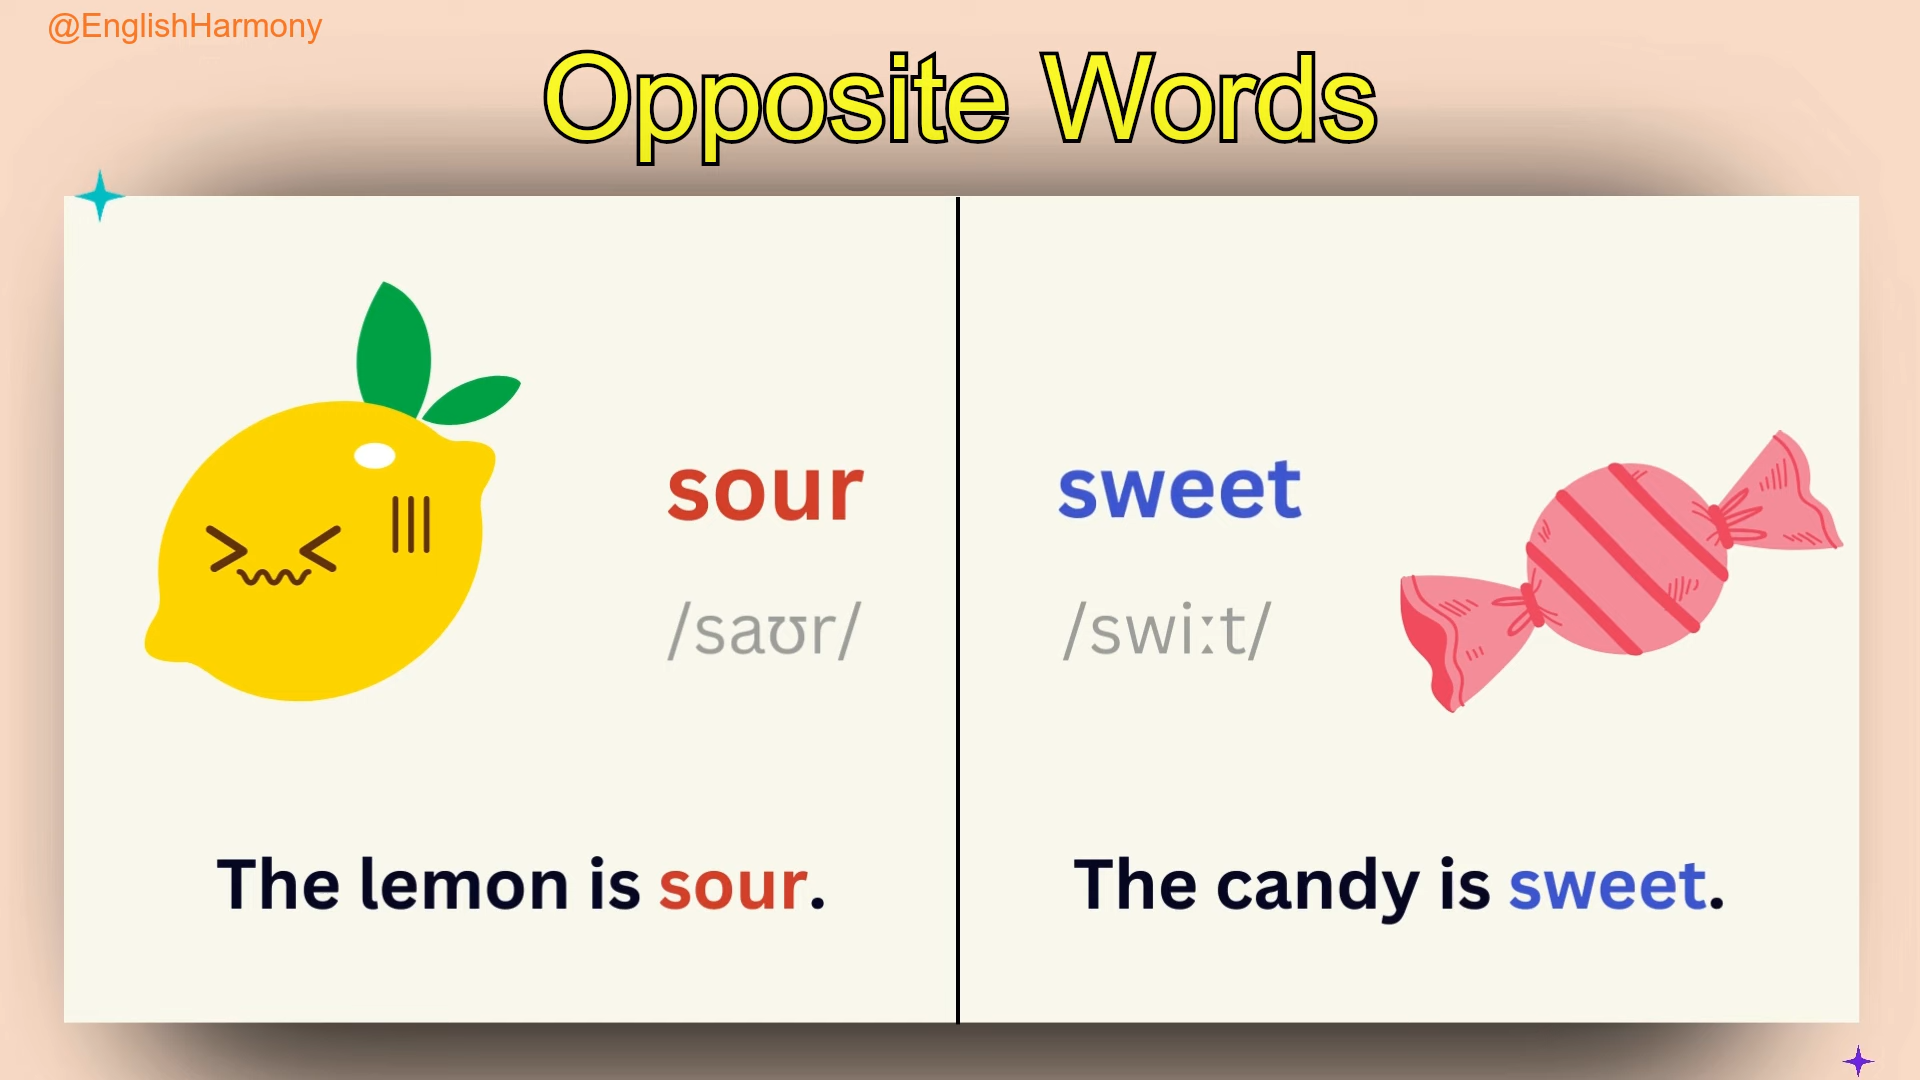 @EnglishHarmony
Opposite Words
sour
/saʊr/
The lemon is sour.
sweet
/swiːt/
The candy is sweet.